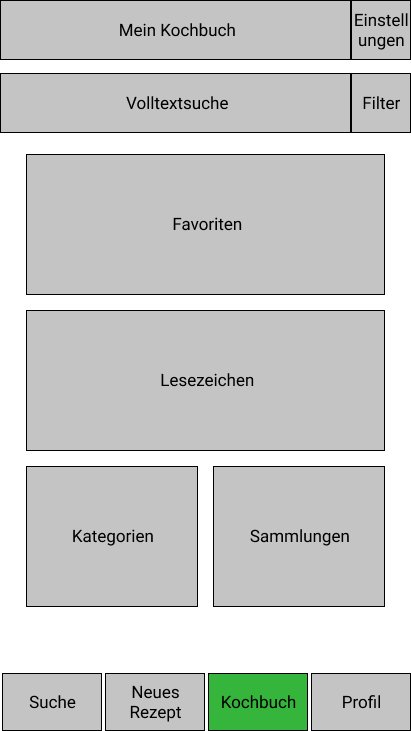 Mein Kochbuch
Einstell
ungen
Volltextsuche
Filter
Favoriten
Lesezeichen
Kategorien
Sammlungen
Suche
Neues
Rezept
Kochbuch
Profil